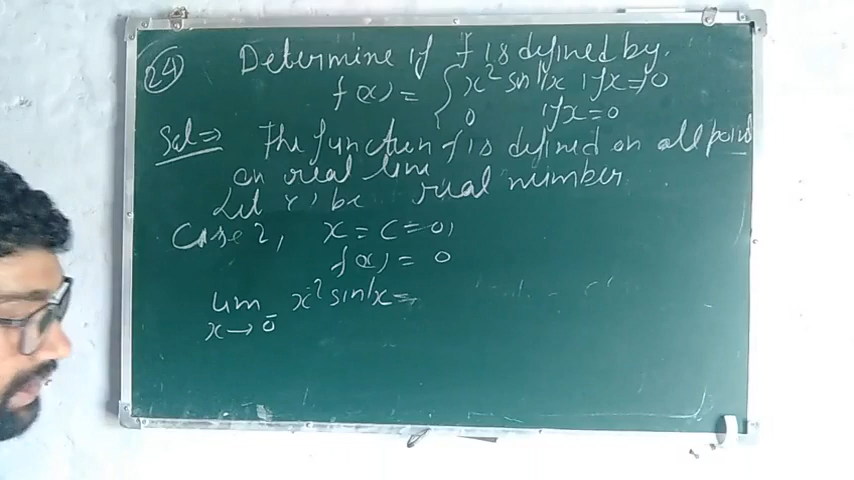 24 Determine if f is defined by.
f(x) = { x² sin 1/x, if x ≠ 0
0 if x = 0
Sol ⇒ The function f is defined on all point
on real line
Let 'c' be real number
Case 2, x = c = 0,
f(x) = 0
lim x² sin 1/x =
x → 0⁻